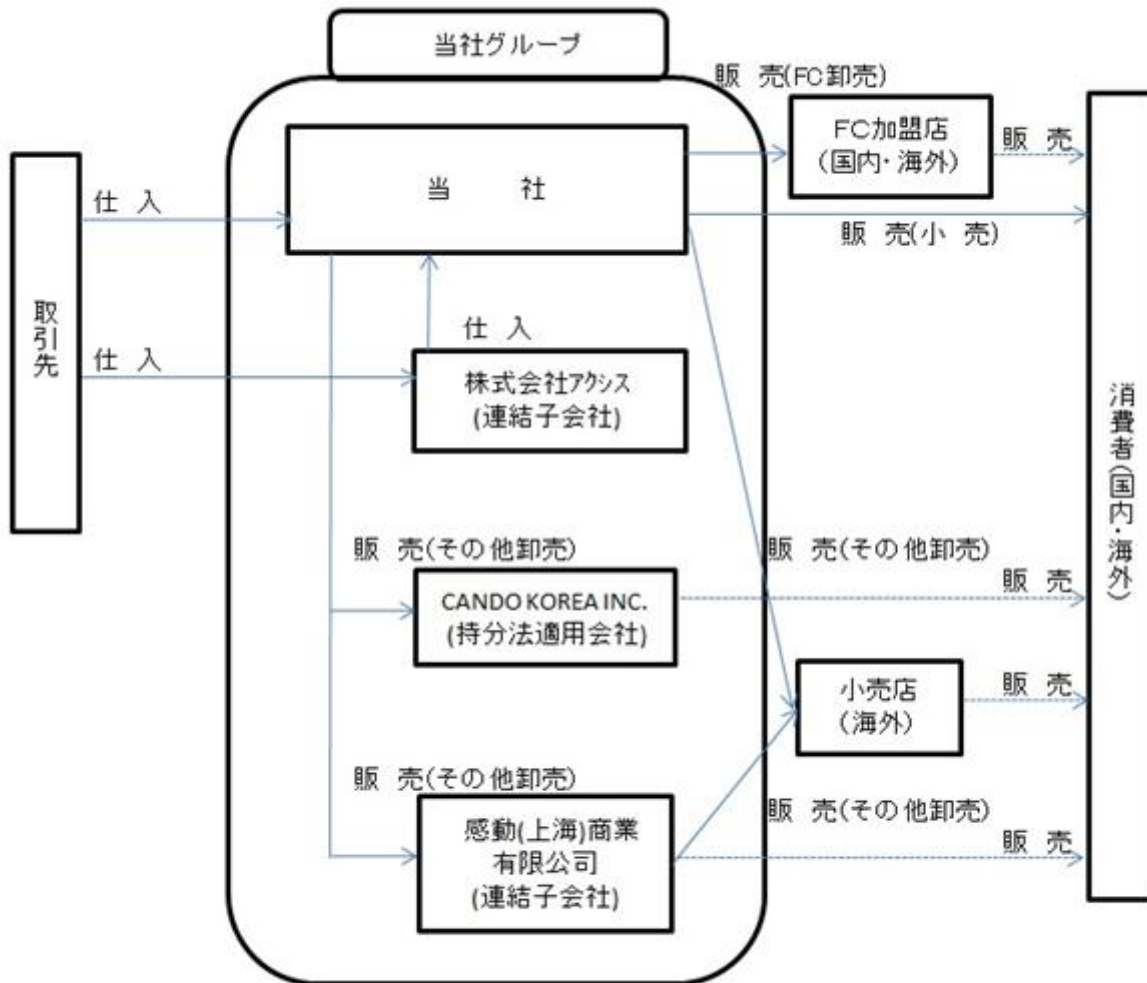 当社グループ
販 売(FC卸売)
FC加盟店
(国内・海外)
販 売
当 社
仕 入
販 売(小 売)
取引先
仕 入
仕 入
株式会社アクシス
(連結子会社)
消費者(国内・海外)
販 売(その他卸売)
販 売(その他卸売)
CANDO KOREA INC.
(持分法適用会社)
販 売
小売店
(海外)
販 売
販 売(その他卸売)
販 売(その他卸売)
感動(上海)商業
有限公司
(連結子会社)
販 売